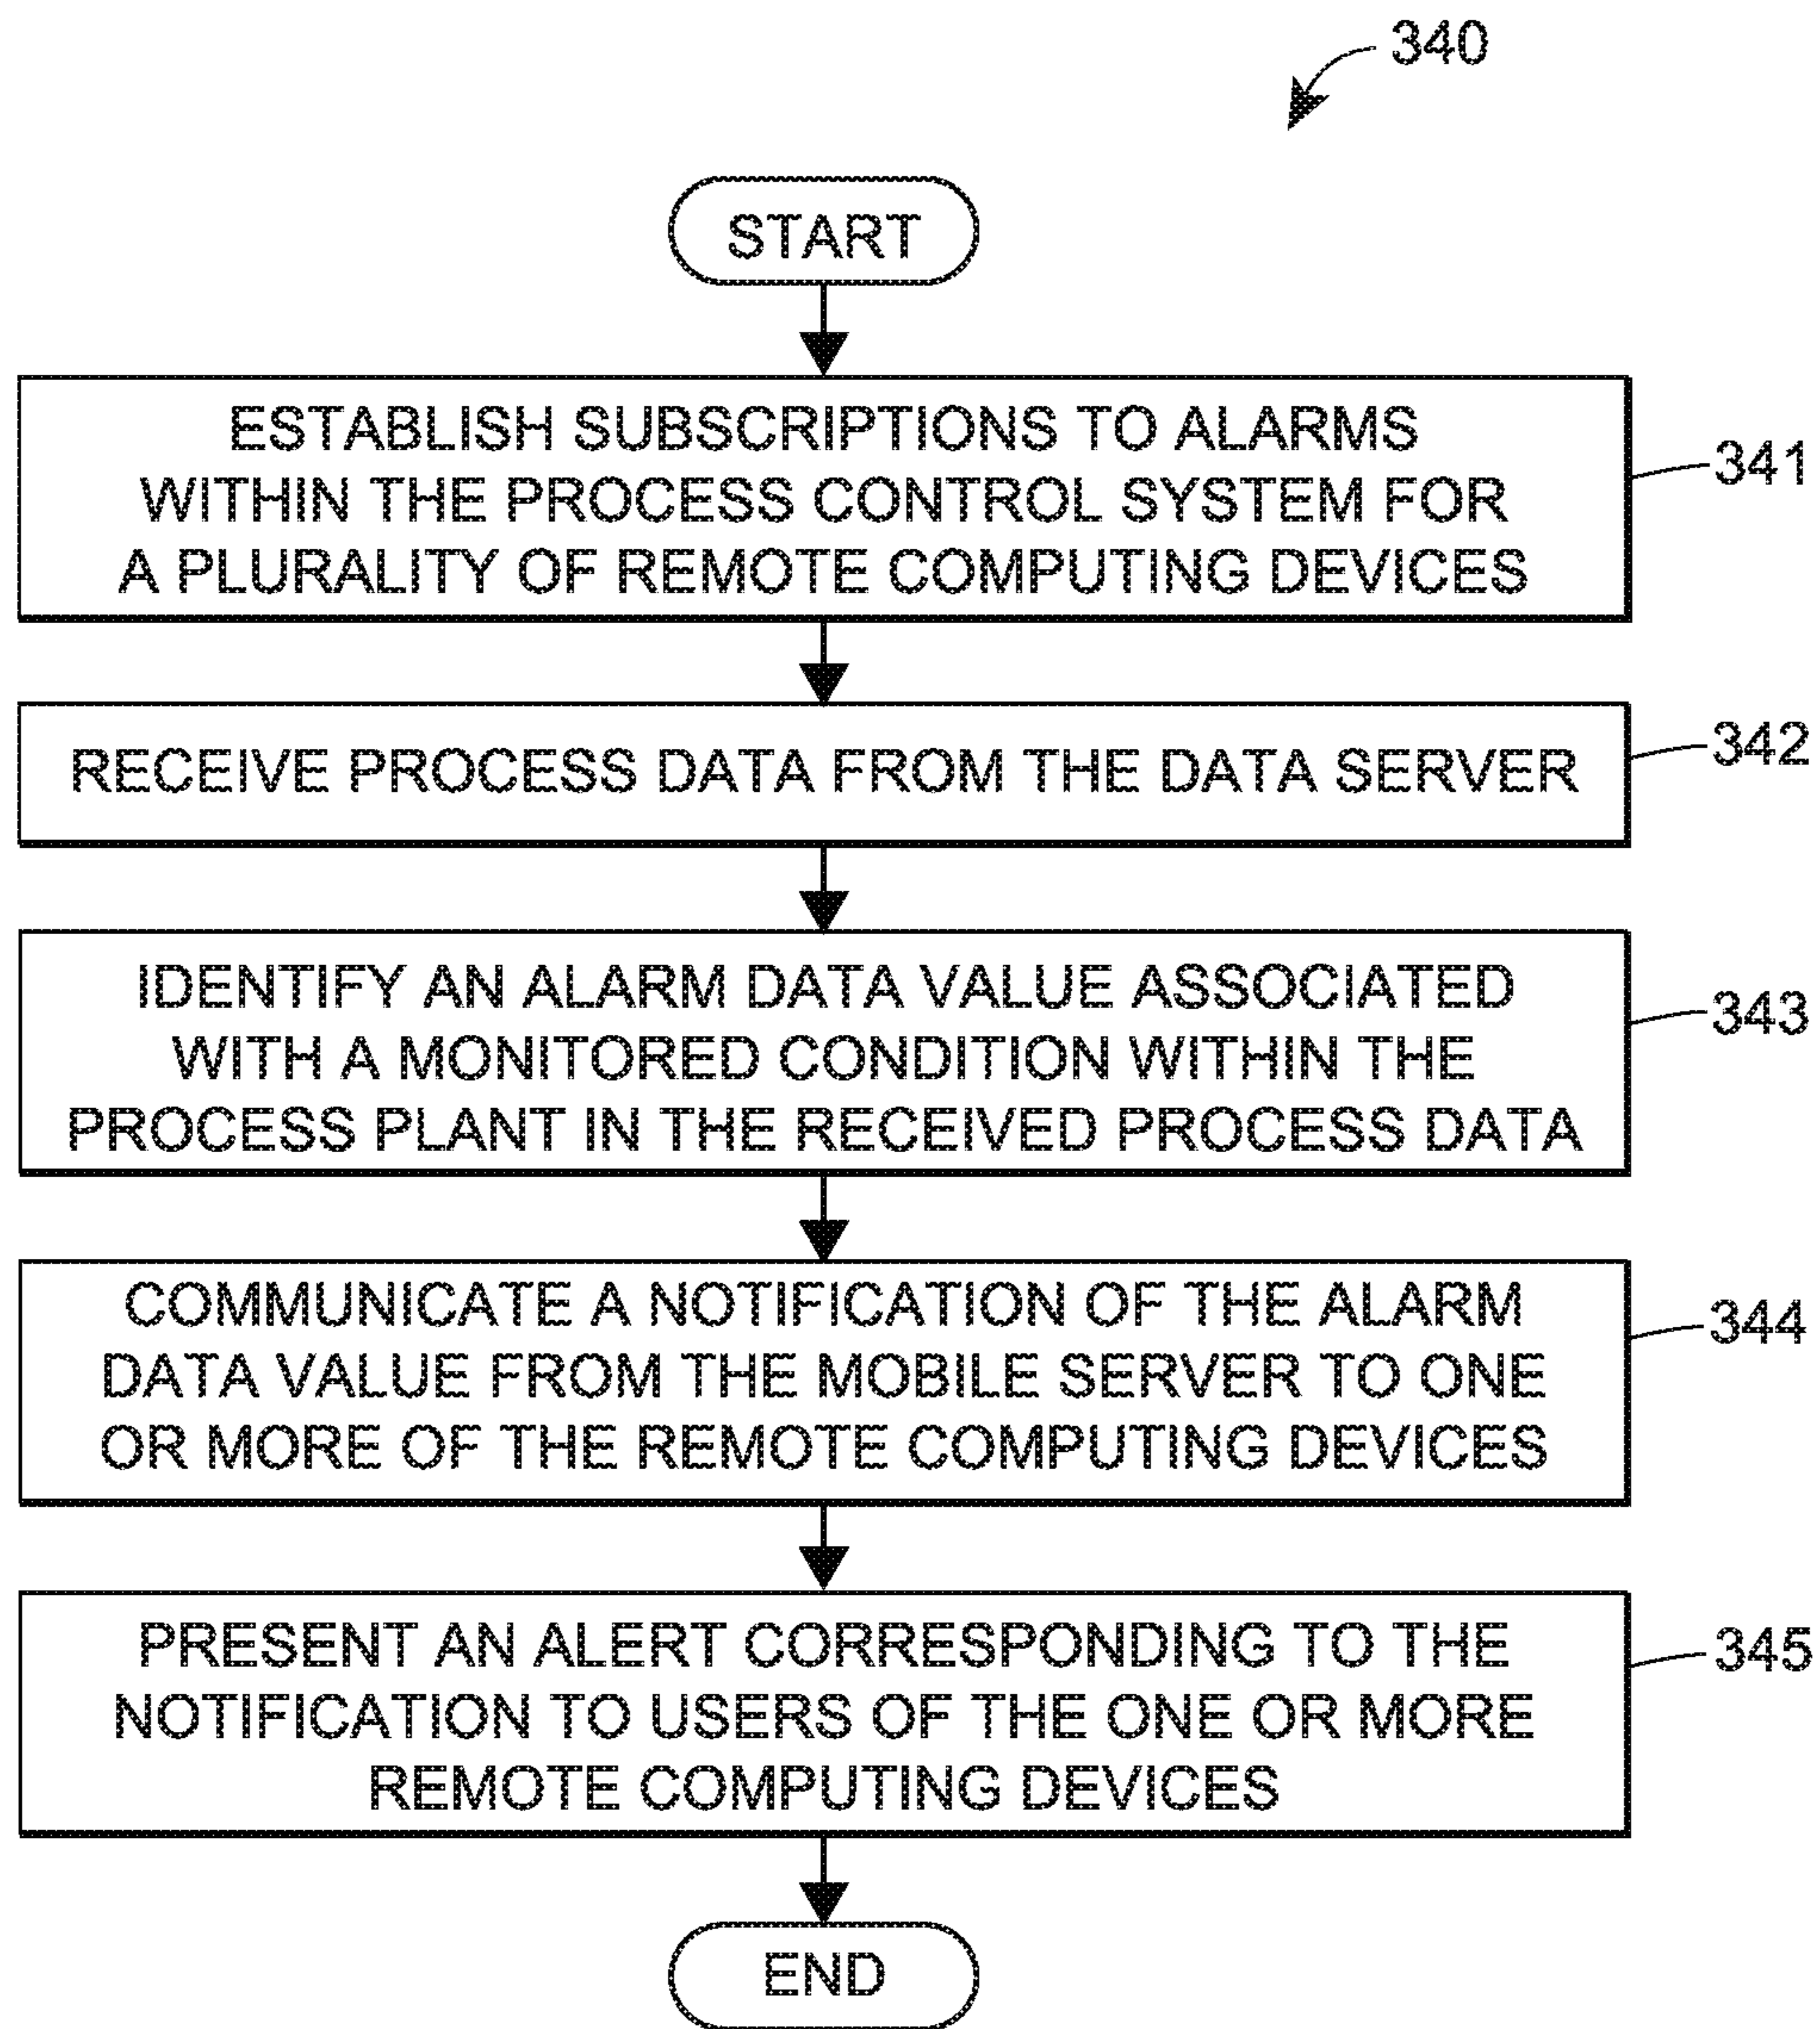 340
START
ESTABLISH SUBSCRIPTIONS TO ALARMS
WITHIN THE PROCESS CONTROL SYSTEM FOR
A PLURALITY OF REMOTE COMPUTING DEVICES
341
RECEIVE PROCESS DATA FROM THE DATA SERVER
342
IDENTIFY AN ALARM DATA VALUE ASSOCIATED
WITH A MONITORED CONDITION WITHIN THE
PROCESS PLANT IN THE RECEIVED PROCESS DATA
343
COMMUNICATE A NOTIFICATION OF THE ALARM
DATA VALUE FROM THE MOBILE SERVER TO ONE
OR MORE OF THE REMOTE COMPUTING DEVICES
344
PRESENT AN ALERT CORRESPONDING TO THE
NOTIFICATION TO USERS OF THE ONE OR MORE
REMOTE COMPUTING DEVICES
345
END